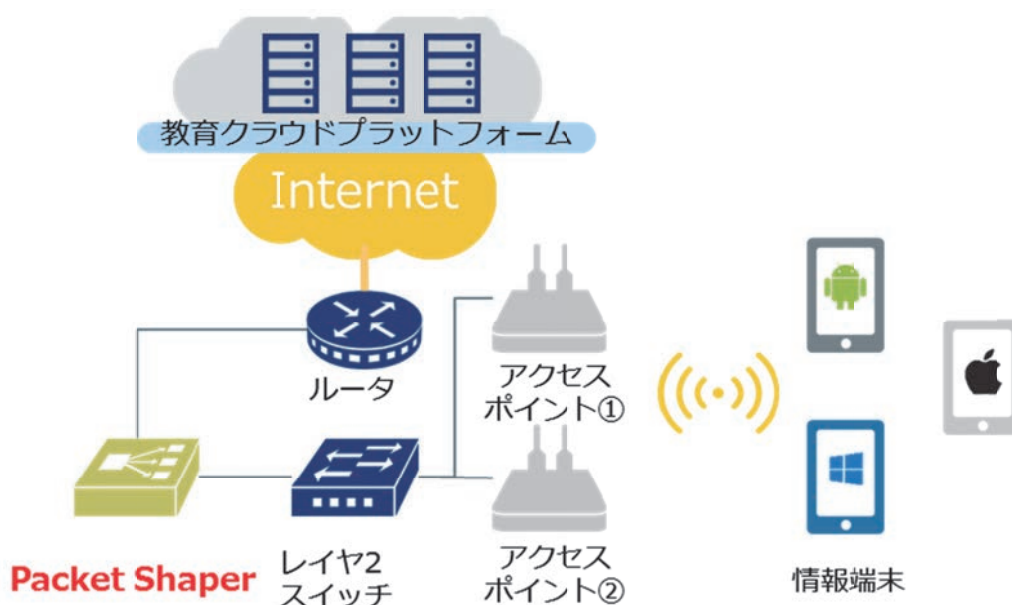 教育クラウドプラットフォーム
Internet
ルータ
アクセス
ポイント①
Packet Shaper
レイヤ2
スイッチ
アクセス
ポイント②
情報端末